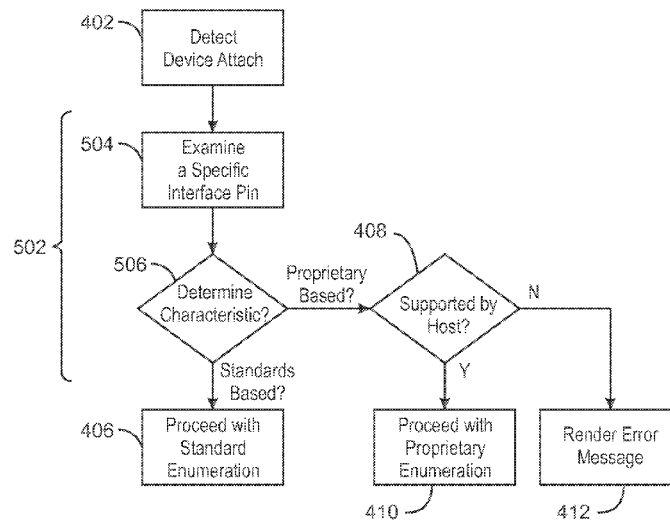 402
Detect
Device Attach
504
Examine
a Specific
Interface Pin
502
506
Determine
Characteristic?
Proprietary
Based?
408
Supported by
Host?
N
Y
Standards
Based?
406
Proceed with
Standard
Enumeration
Proceed with
Proprietary
Enumeration
410
Render Error
Message
412